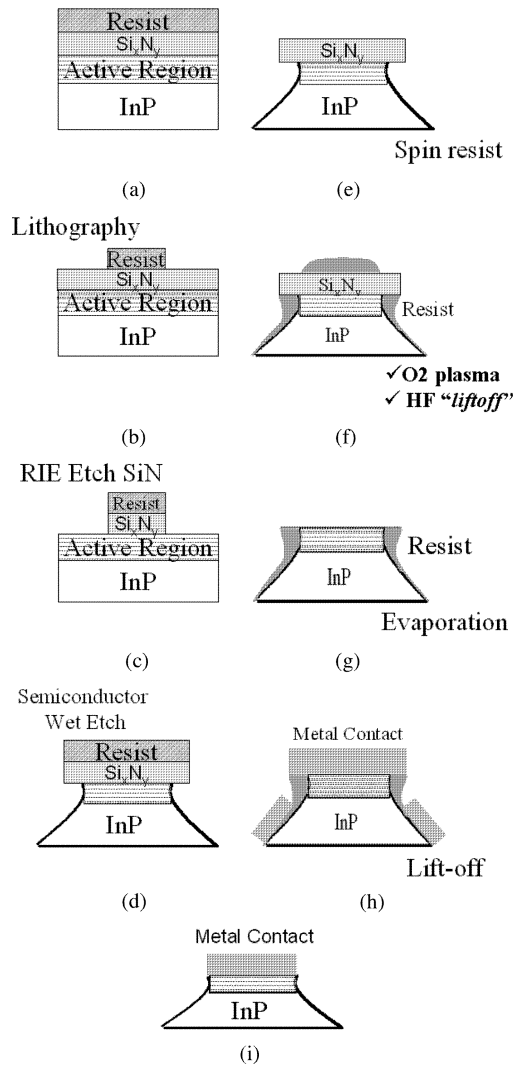 Resist
SixNy
Active Region
InP
(a)
SixNy
InP
Spin resist
(e)
Lithography
Resist
SixNy
Active Region
InP
(b)
SixNy
Resist
InP
✓O2 plasma
✓ HF “liftoff”
(f)
RIE Etch SiN
Resist
SixNy
Active Region
InP
(c)
InP
Resist
Evaporation
(g)
Semiconductor
Wet Etch
Resist
SixNy
InP
(d)
Metal Contact
InP
Lift-off
(h)
Metal Contact
InP
(i)